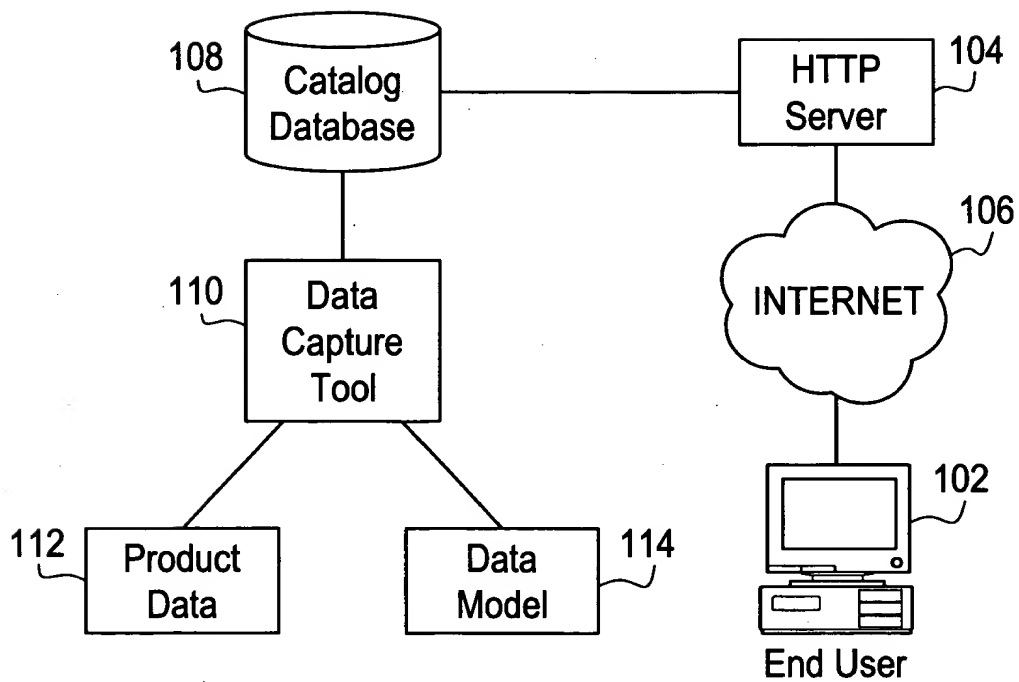 108
Catalog
Database
HTTP
Server
104
106
INTERNET
110
Data
Capture
Tool
102
112
Product
Data
Data
Model
114
End User